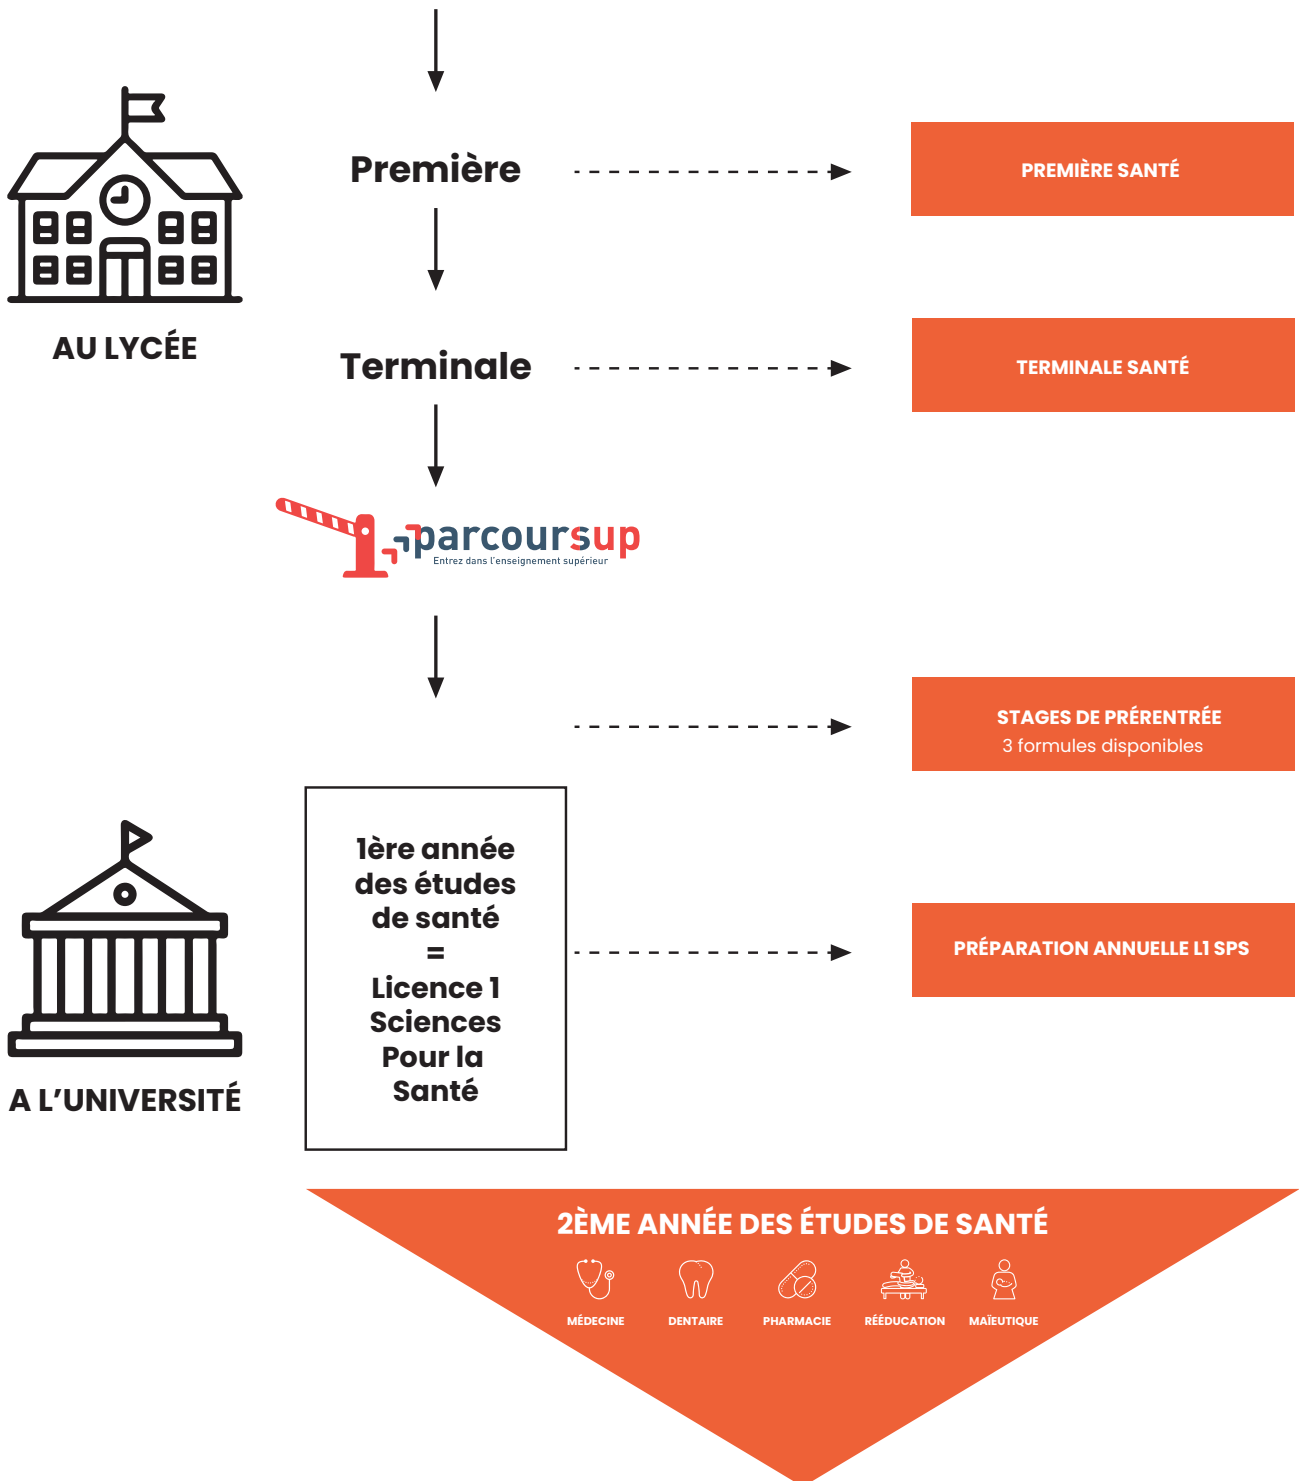 Première
PREMIÈRE SANTÉ
AU LYCÉE
Terminale
TERMINALE SANTÉ
parcoursup
Entrez dans l'enseignement supérieur
STAGES DE PRÉRENTRÉE
3 formules disponibles
1ère année
des études
de santé
=
Licence 1
Sciences
Pour la
Santé
PRÉPARATION ANNUELLE L1 SPS
A L’UNIVERSITÉ
2ÈME ANNÉE DES ÉTUDES DE SANTÉ
MÉDECINE DENTAIRE PHARMACIE RÉÉDUCATION MAÏEUTIQUE